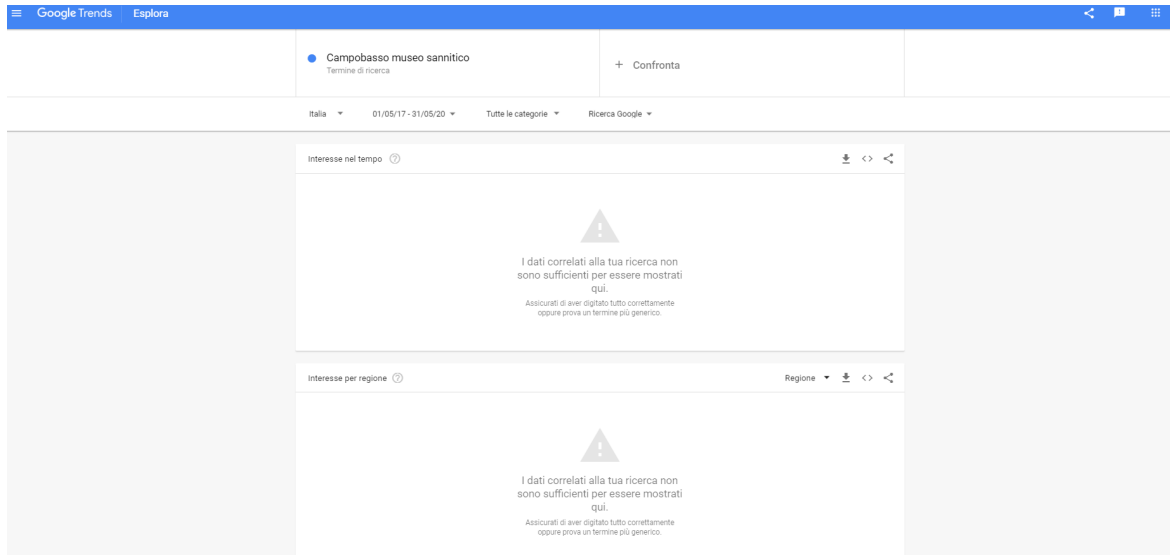 Google Trends Esplora
Campobasso museo sannitico
Termine di ricerca
+ Confronta
Italia 01/05/17 - 31/05/20 Tutte le categorie Ricerca Google
Interesse nel tempo
I dati correlati alla tua ricerca non
sono sufficienti per essere mostrati
qui.
Assicurati di aver digitato tutto correttamente
oppure prova un termine più generico.
Interesse per regione Regione
I dati correlati alla tua ricerca non
sono sufficienti per essere mostrati
qui.
Assicurati di aver digitato tutto correttamente
oppure prova un termine più generico.